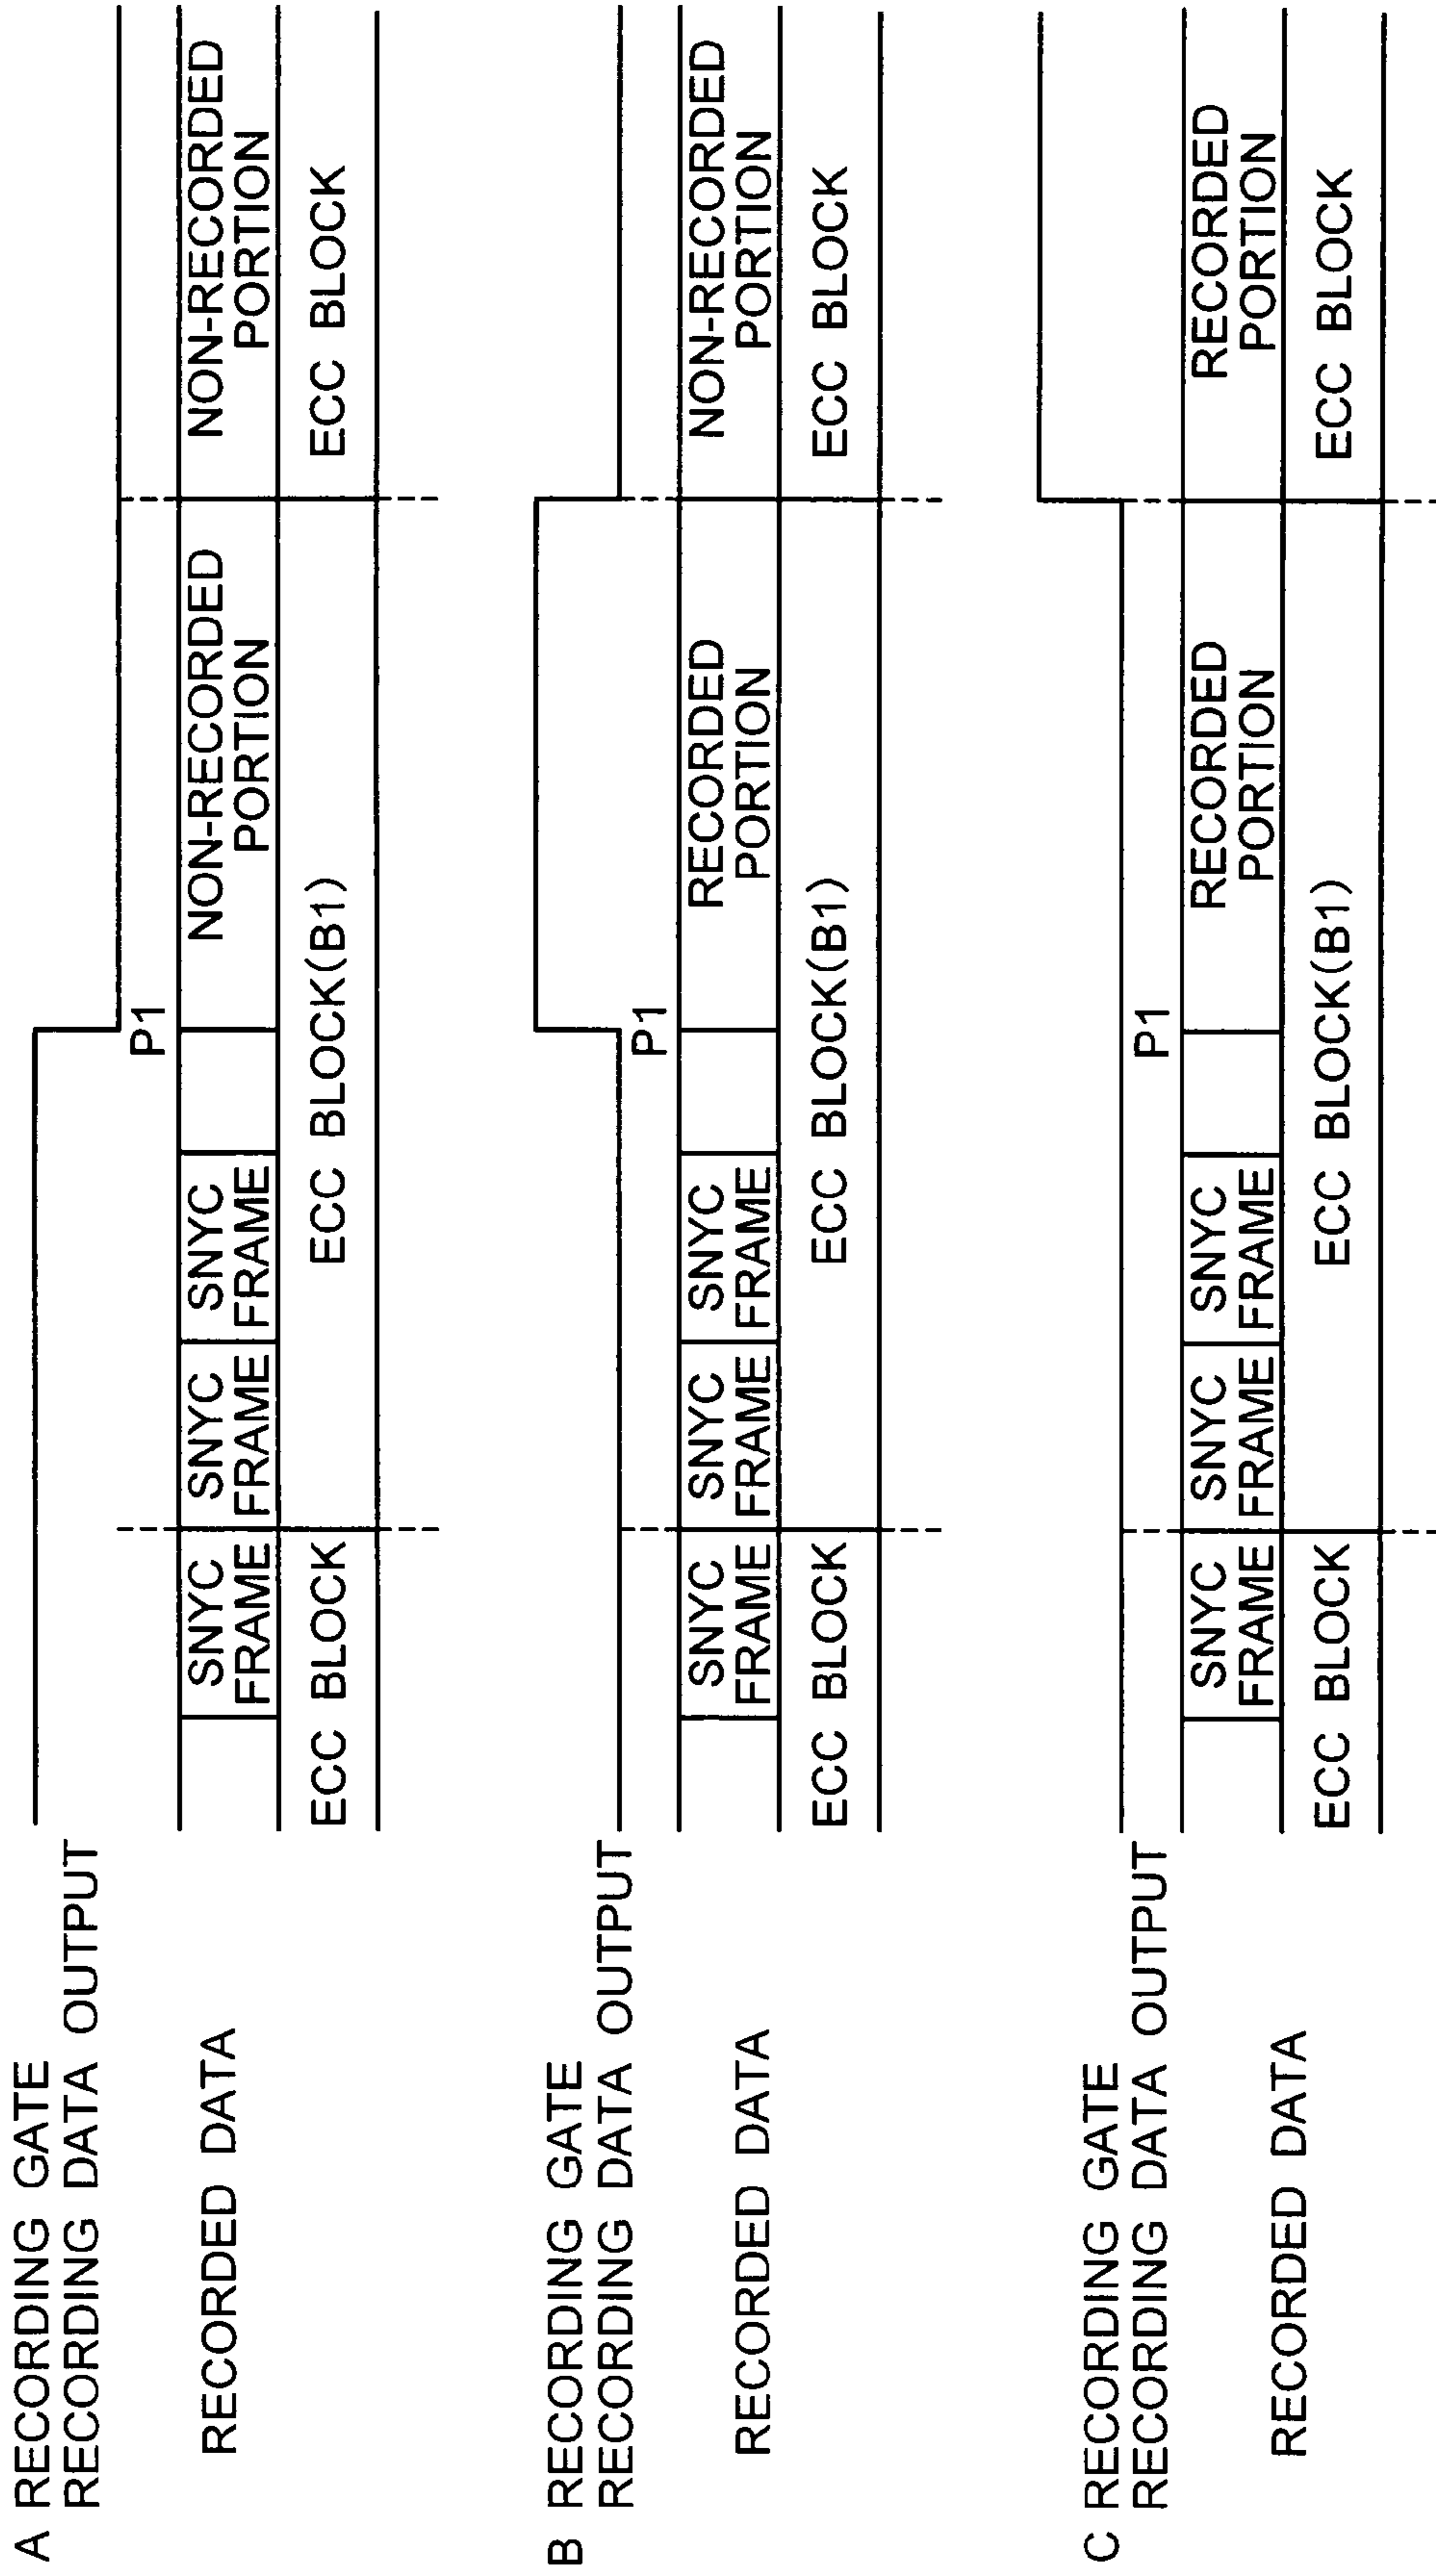 A RECORDING GATE
RECORDING DATA OUTPUT
P1
RECORDED DATA
SNYC
FRAME
SNYC
FRAME
SNYC
FRAME
NON-RECORDED
PORTION
NON-RECORDED
PORTION
ECC BLOCK
ECC BLOCK(B1)
ECC BLOCK
B RECORDING GATE
RECORDING DATA OUTPUT
P1
RECORDED DATA
SNYC
FRAME
SNYC
FRAME
SNYC
FRAME
RECORDED
PORTION
NON-RECORDED
PORTION
ECC BLOCK
ECC BLOCK(B1)
ECC BLOCK
C RECORDING GATE
RECORDING DATA OUTPUT
P1
RECORDED DATA
SNYC
FRAME
SNYC
FRAME
SNYC
FRAME
RECORDED
PORTION
RECORDED
PORTION
ECC BLOCK
ECC BLOCK(B1)
ECC BLOCK